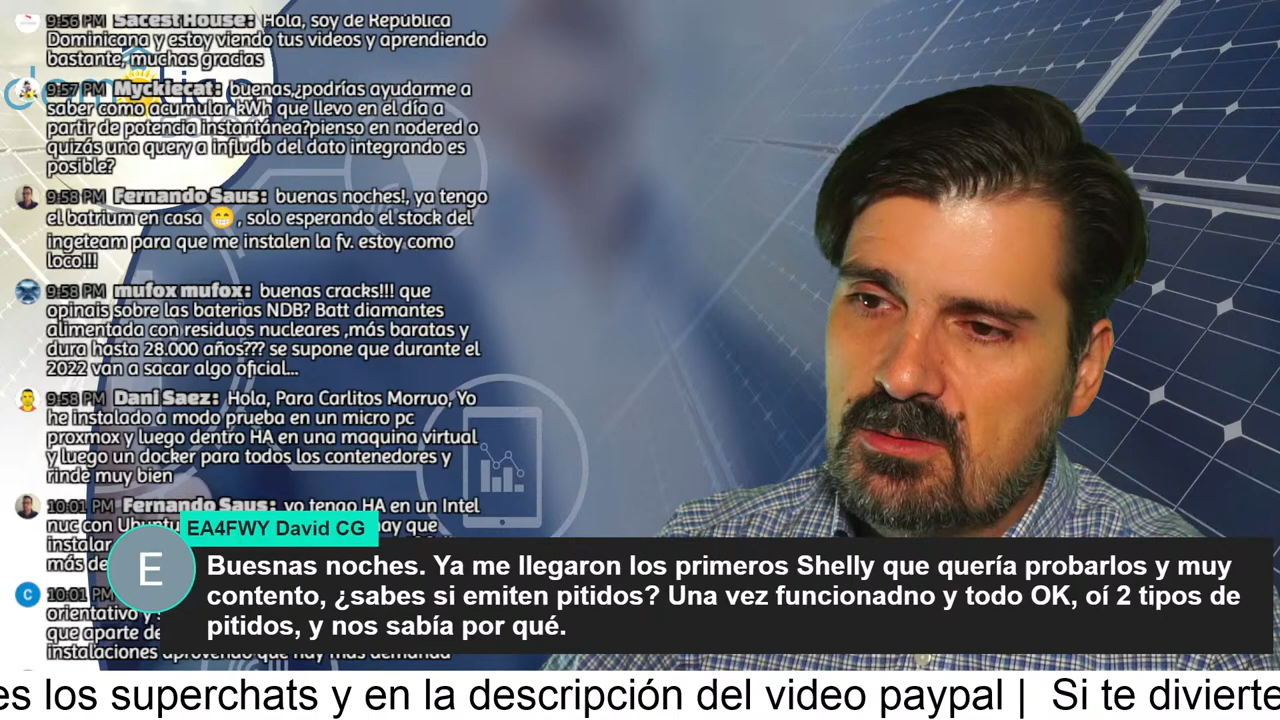 9:56 PM Sacest House: Hola, soy de República
Dominicana y estoy viendo tus videos y aprendiendo
bastante, muchas gracias
9:57 PM Mycklecat: buenas,¿podrías ayudarme a
saber como acumular kWh que llevo en el día a
partir de potencia instantánea?pienso en nodered o
quizás una query a infludb del dato integrando es
posible?
9:58 PM Fernando Saus: buenas noches!, ya tengo
el batrium en casa 😁, solo esperando el stock del
ingeteam para que me instalen la fv. estoy como
loco!!!
9:58 PM mufox mufox: buenas cracks!!! que
opinais sobre las baterias NDB? Batt diamantes
alimentada con residuos nucleares ,más baratas y
dura hasta 28.000 años??? se supone que durante el
2022 van a sacar algo oficial...
9:58 PM Dani Saez: Hola, Para Carlitos Morruo, Yo
he instalado a modo prueba en un micro pc
proxmox y luego dentro HA en una maquina virtual
y luego un docker para todos los contenedores y
rinde muy bien
10:01 PM Fernando Saus: yo tengo HA en un Intel
nuc con Ubuntu hay que
instalar
más de
10:01 PM
orientativo y
que aparte de
instalaciones aprovendo que hay más demanda
EA4FWY David CG
E
Buesnas noches. Ya me llegaron los primeros Shelly que quería probarlos y muy
contento, ¿sabes si emiten pitidos? Una vez funcionadno y todo OK, oí 2 tipos de
pitidos, y nos sabía por qué.
es los superchats y en la descripción del video paypal | Si te divierte